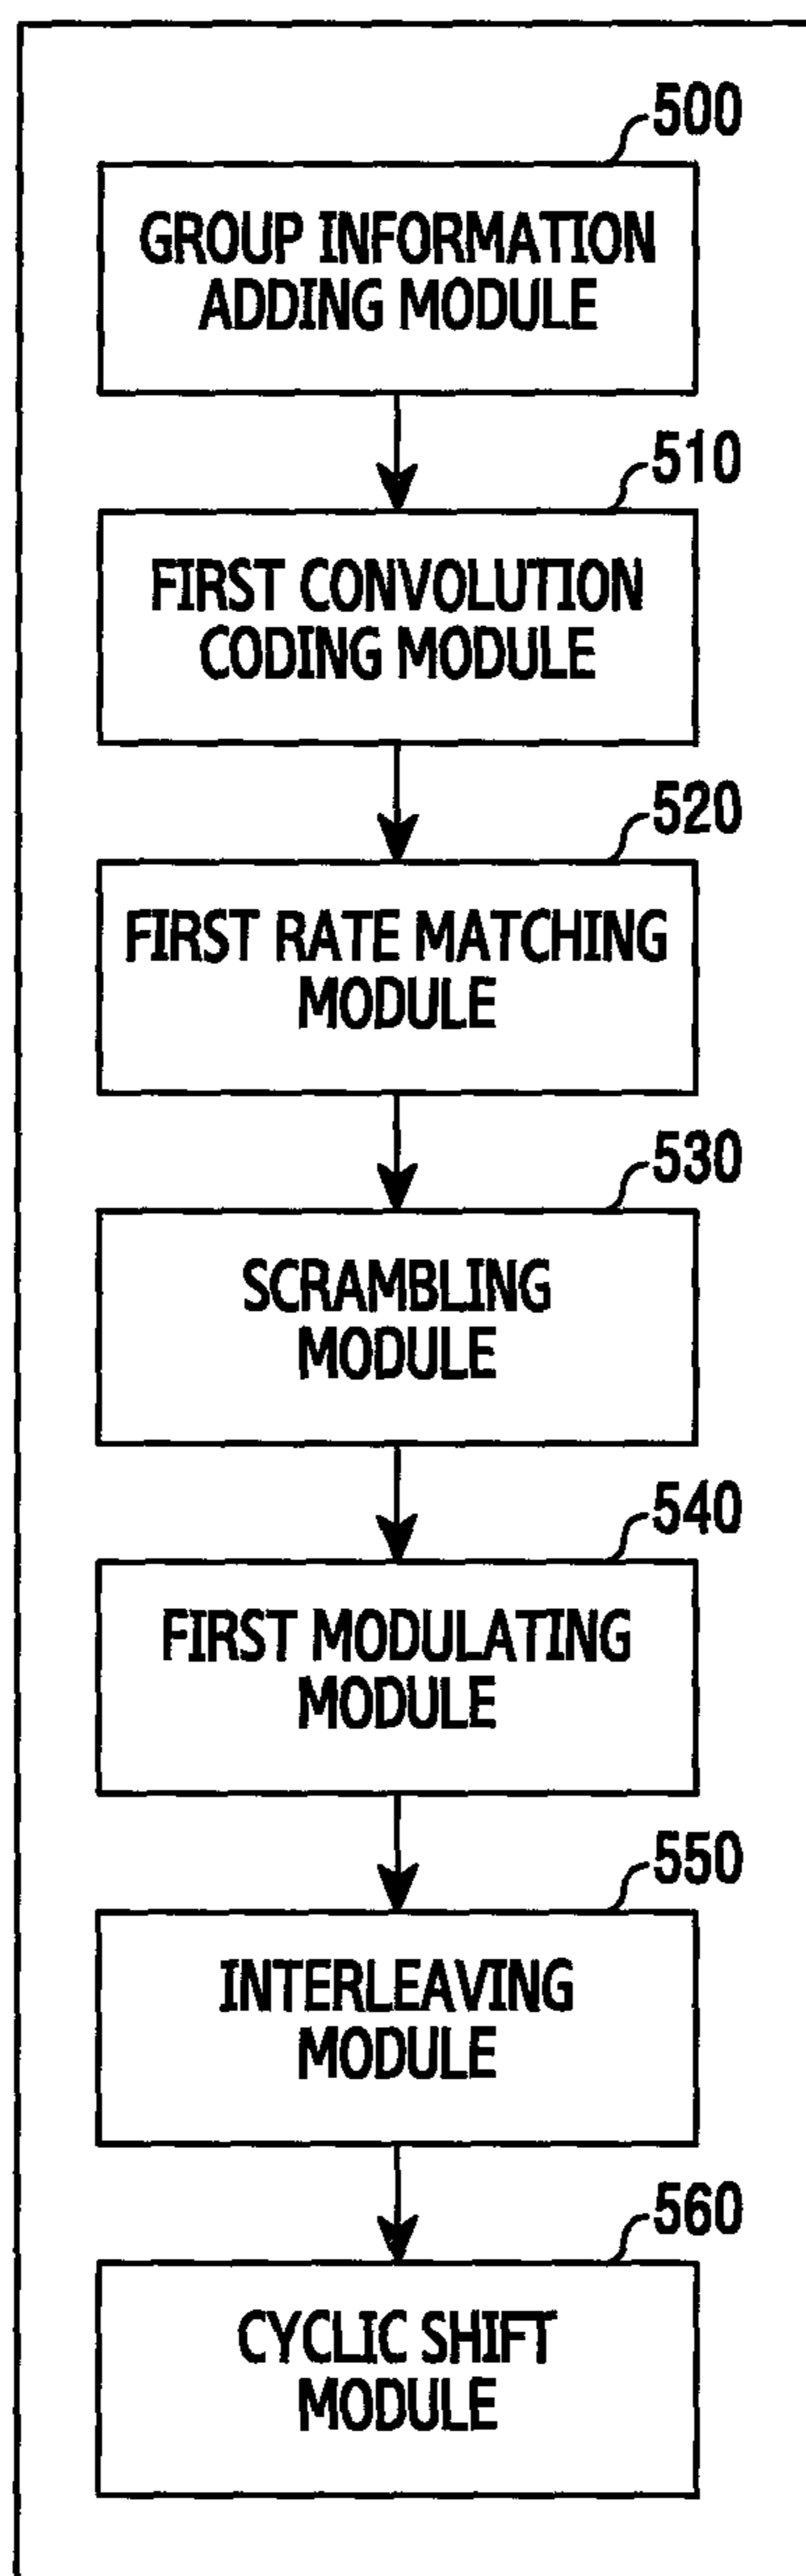 500
GROUP INFORMATION
ADDING MODULE
510
FIRST CONVOLUTION
CODING MODULE
520
FIRST RATE MATCHING
MODULE
530
SCRAMBLING
MODULE
540
FIRST MODULATING
MODULE
550
INTERLEAVING
MODULE
560
CYCLIC SHIFT
MODULE